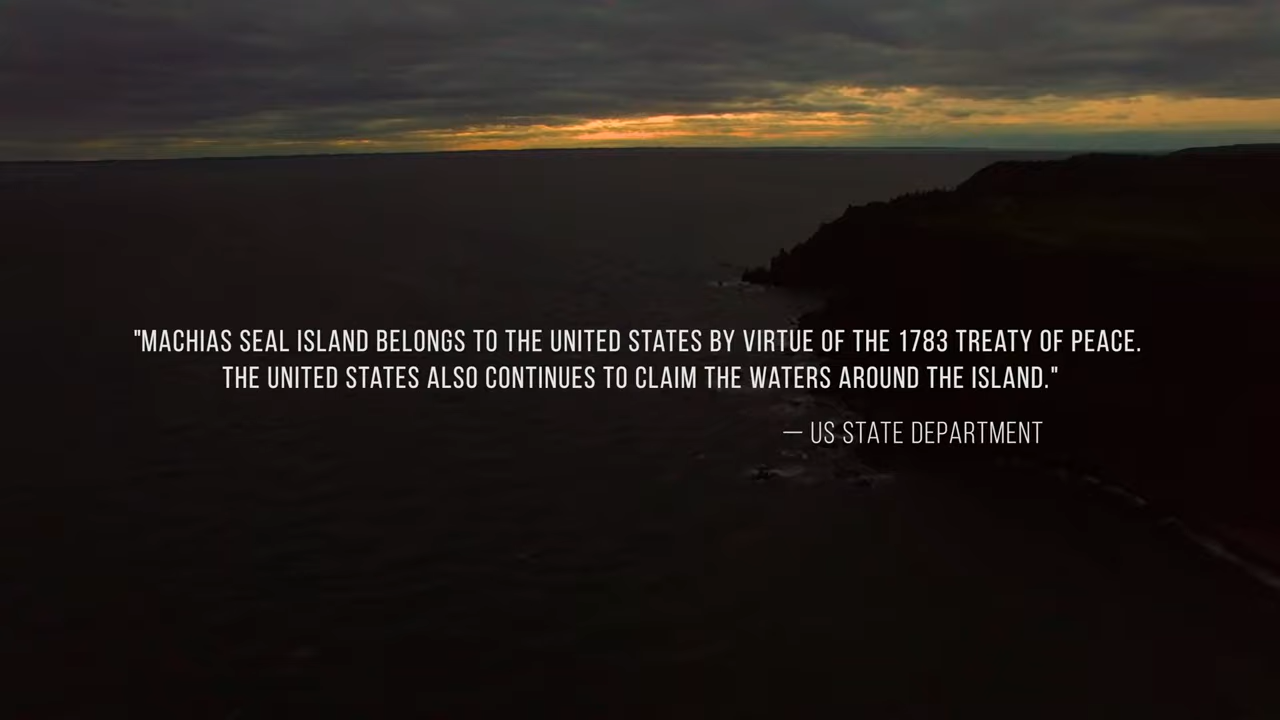 "MACHIAS SEAL ISLAND BELONGS TO THE UNITED STATES BY VIRTUE OF THE 1783 TREATY OF PEACE.
THE UNITED STATES ALSO CONTINUES TO CLAIM THE WATERS AROUND THE ISLAND."
— US STATE DEPARTMENT